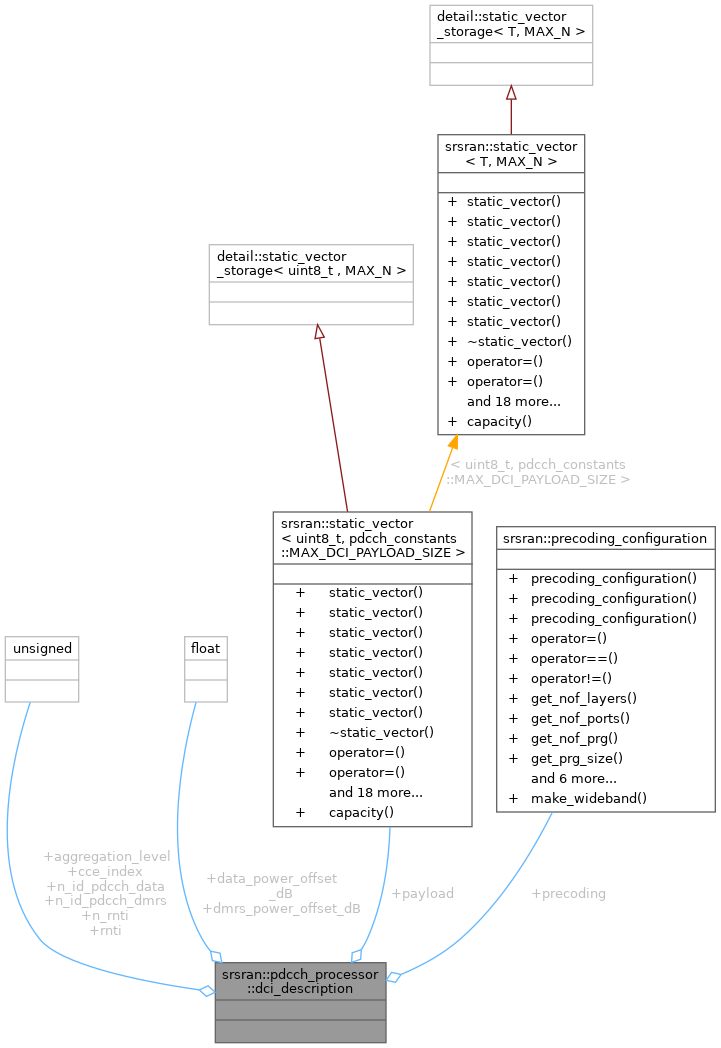 detail::static_vector
_storage< T, MAX_N >
srsran::static_vector
< T, MAX_N >
+ static_vector()
+ static_vector()
+ static_vector()
+ static_vector()
+ static_vector()
+ static_vector()
+ static_vector()
+ ~static_vector()
+ operator=()
+ operator=()
and 18 more...
+ capacity()
detail::static_vector
_storage< uint8_t , MAX_N >
< uint8_t, pdcch_constants
::MAX_DCI_PAYLOAD_SIZE >
srsran::static_vector
< uint8_t, pdcch_constants
::MAX_DCI_PAYLOAD_SIZE >
+ static_vector()
+ static_vector()
+ static_vector()
+ static_vector()
+ static_vector()
+ static_vector()
+ static_vector()
+ ~static_vector()
+ operator=()
+ operator=()
and 18 more...
+ capacity()
srsran::precoding_configuration
+ precoding_configuration()
+ precoding_configuration()
+ precoding_configuration()
+ operator=()
+ operator==()
+ operator!=()
+ get_nof_layers()
+ get_nof_ports()
+ get_nof_prg()
+ get_prg_size()
and 6 more...
+ make_wideband()
unsigned
float
+aggregation_level
+cce_index
+n_id_pdcch_data
+n_id_pdcch_dmrs
+n_rnti
+rnti
+data_power_offset
_dB
+dmrs_power_offset_dB
+payload
+precoding
srsran::pdcch_processor
::dci_description